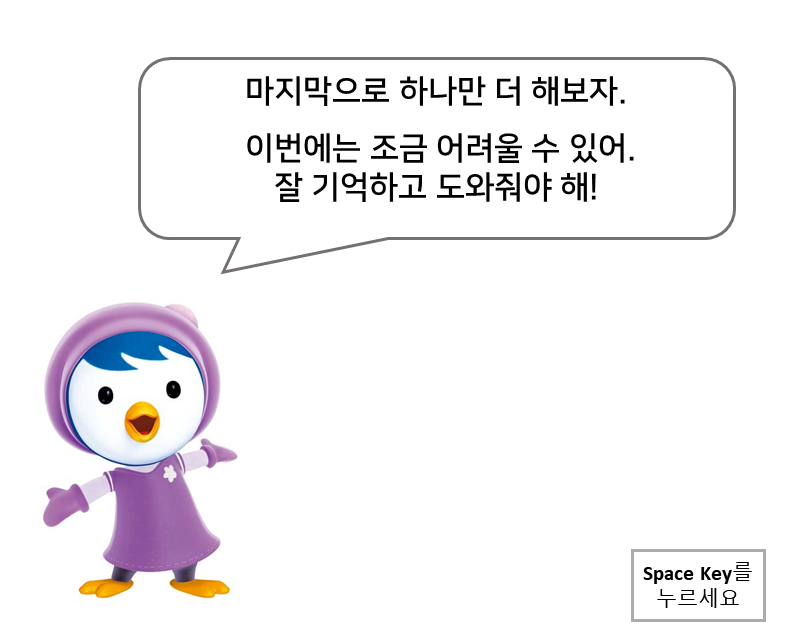 마지막으로 하나만 더 해보자.
이번에는 조금 어려울 수 있어.
잘 기억하고 도와줘야 해!
Space Key를
누르세요